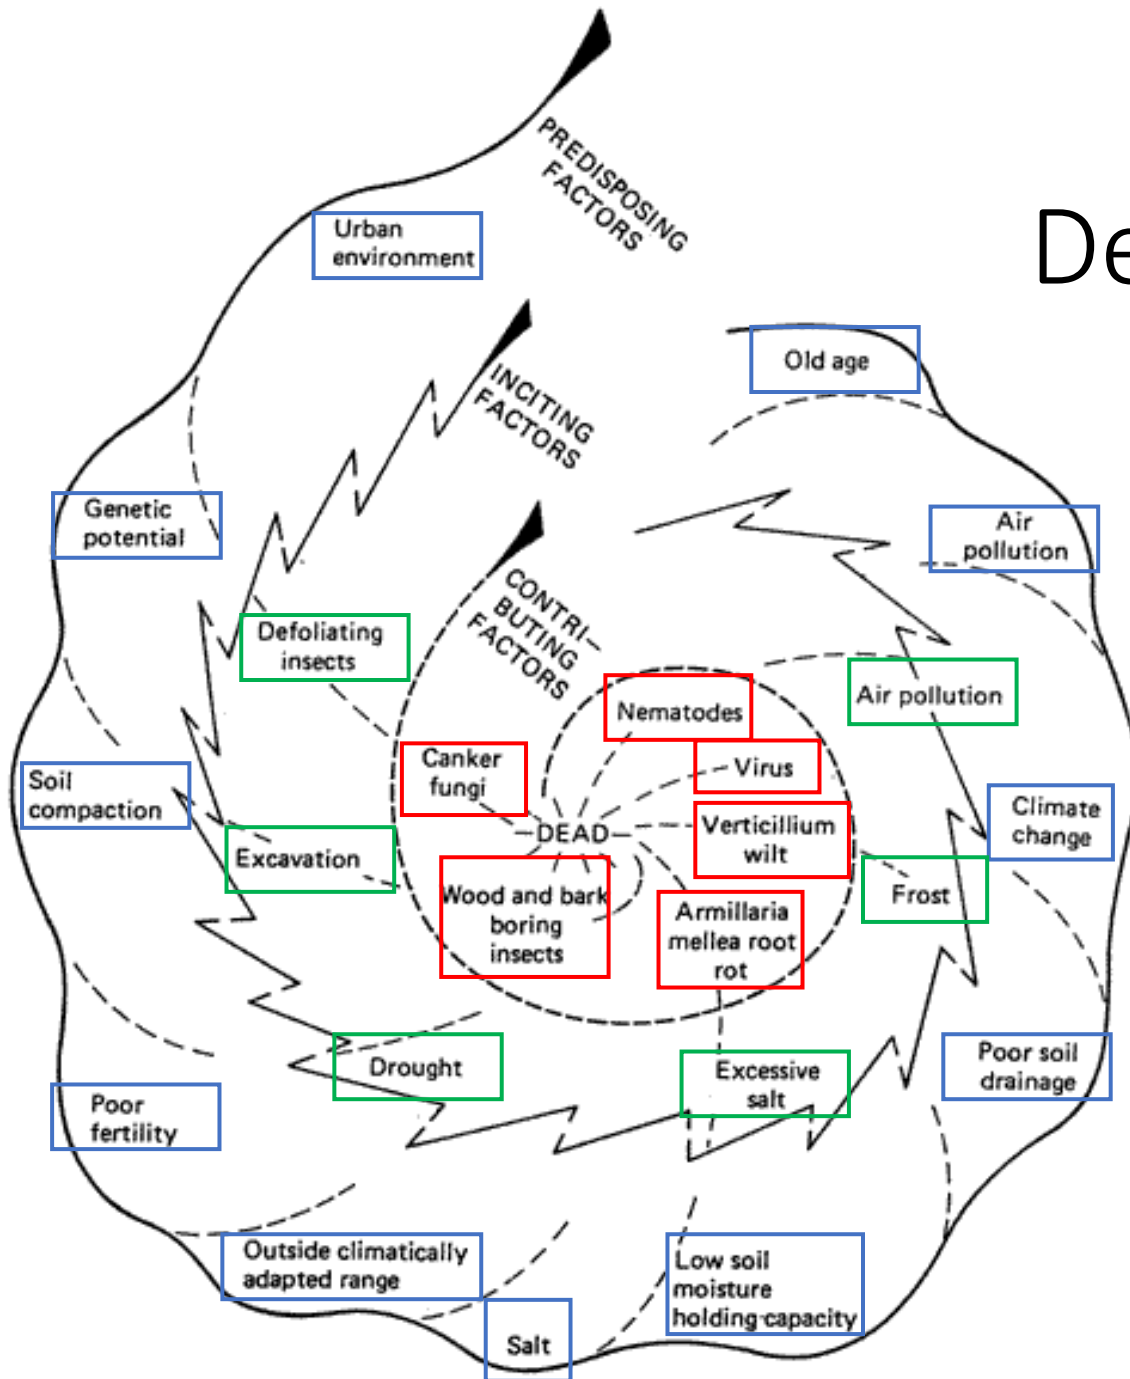 PREDISPOSING
FACTORS
Urban
environment
De
INCITING
FACTORS
Old age
Genetic
potential
Air
pollution
CONTRI-
BUTING
FACTORS
Defoliating
insects
Air pollution
Nematodes
Canker
fungi
Virus
Soil
compaction
Climate
change
DEAD
Verticillium
wilt
Excavation
Frost
Wood and bark
boring
insects
Armillaria
mellea root
rot
Drought
Excessive
salt
Poor soil
drainage
Poor
fertility
Outside climatically
adapted range
Low soil
moisture
holding-capacity
Salt